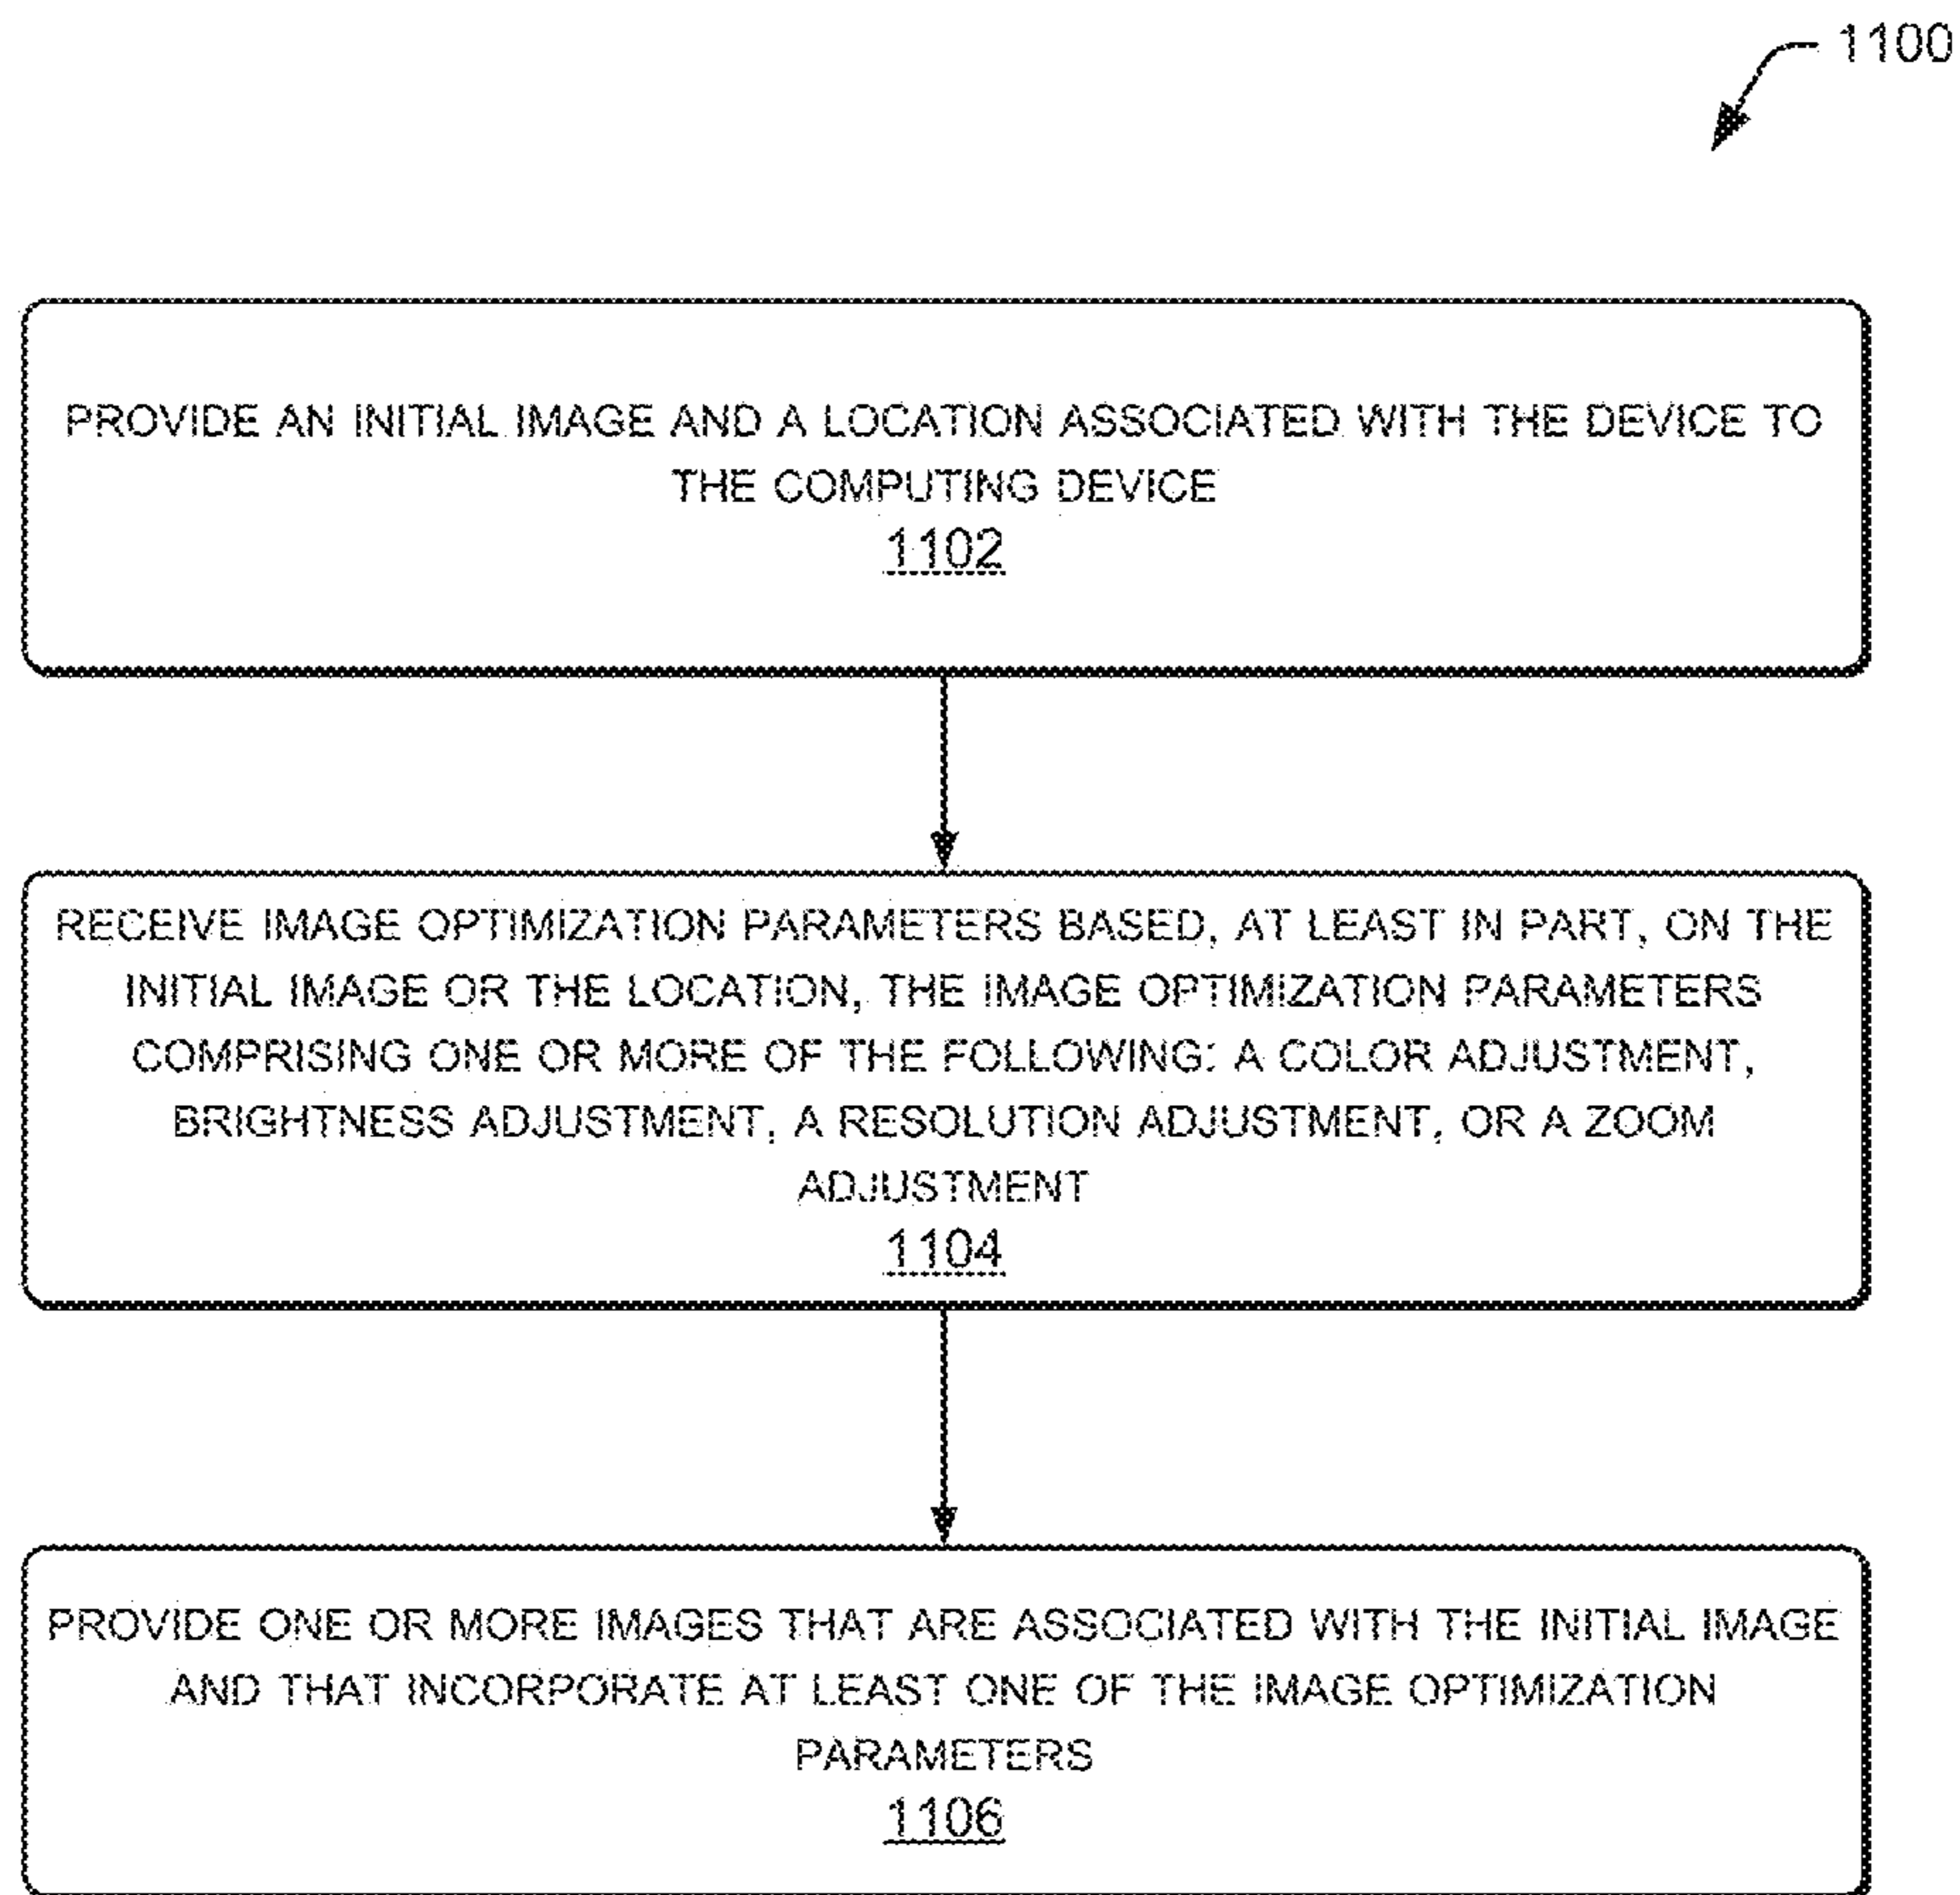 1100
PROVIDE AN INITIAL IMAGE AND A LOCATION ASSOCIATED WITH THE DEVICE TO
THE COMPUTING DEVICE
1102
RECEIVE IMAGE OPTIMIZATION PARAMETERS BASED, AT LEAST IN PART, ON THE
INITIAL IMAGE OR THE LOCATION, THE IMAGE OPTIMIZATION PARAMETERS
COMPRISING ONE OR MORE OF THE FOLLOWING: A COLOR ADJUSTMENT,
BRIGHTNESS ADJUSTMENT, A RESOLUTION ADJUSTMENT, OR A ZOOM
ADJUSTMENT
1104
PROVIDE ONE OR MORE IMAGES THAT ARE ASSOCIATED WITH THE INITIAL IMAGE
AND THAT INCORPORATE AT LEAST ONE OF THE IMAGE OPTIMIZATION
PARAMETERS
1106